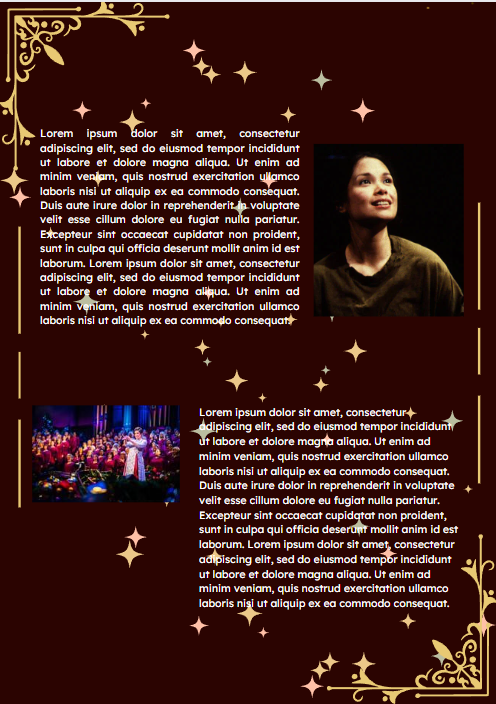 Lorem ipsum dolor sit amet, consectetur
adipiscing elit, sed do eiusmod tempor incididunt
ut labore et dolore magna aliqua. Ut enim ad
minim veniam, quis nostrud exercitation ullamco
laboris nisi ut aliquip ex ea commodo consequat.
Duis aute irure dolor in reprehenderit in voluptate
velit esse cillum dolore eu fugiat nulla pariatur.
Excepteur sint occaecat cupidatat non proident,
sunt in culpa qui officia deserunt mollit anim id est
laborum. Lorem ipsum dolor sit amet, consectetur
adipiscing elit, sed do eiusmod tempor incididunt
ut labore et dolore magna aliqua. Ut enim ad
minim veniam, quis nostrud exercitation ullamco
laboris nisi ut aliquip ex ea commodo consequat.
Lorem ipsum dolor sit amet, consectetur
adipiscing elit, sed do eiusmod tempor incididunt
ut labore et dolore magna aliqua. Ut enim ad
minim veniam, quis nostrud exercitation ullamco
laboris nisi ut aliquip ex ea commodo consequat.
Duis aute irure dolor in reprehenderit in voluptate
velit esse cillum dolore eu fugiat nulla pariatur.
Excepteur sint occaecat cupidatat non proident,
sunt in culpa qui officia deserunt mollit anim id est
laborum. Lorem ipsum dolor sit amet, consectetur
adipiscing elit, sed do eiusmod tempor incididunt
ut labore et dolore magna aliqua. Ut enim ad
minim veniam, quis nostrud exercitation ullamco
laboris nisi ut aliquip ex ea commodo consequat.